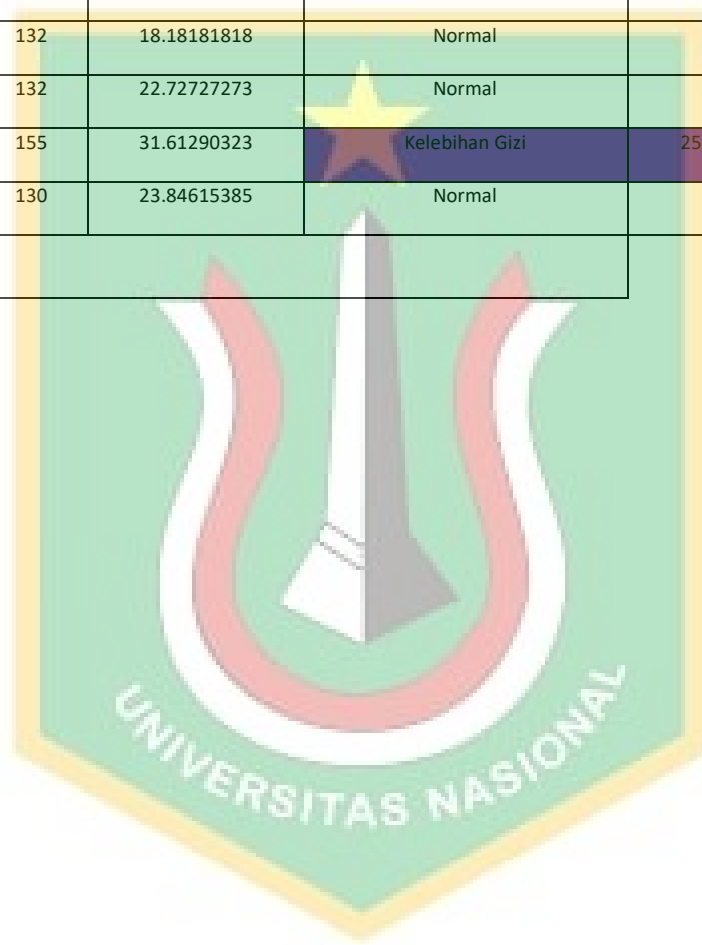 132 18.18181818 Normal
132 22.72727273 Normal
155 31.61290323 Kelebihan Gizi 25
130 23.84615385 Normal
UNIVERSITAS NASIONAL